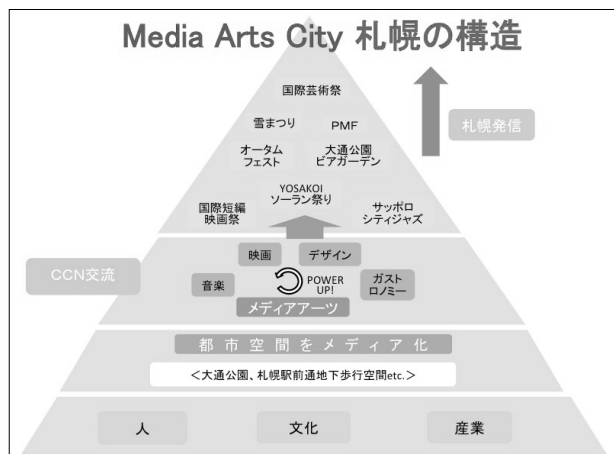 Media Arts City 札幌の構造
国際芸術祭
札幌発信
雪まつり
PMF
オータム
フェスト
大通公園
ビアガーデン
YOSAKOI
ソーラン祭り
国際短編
映画祭
サッポロ
シティジャズ
CCN交流
映画
デザイン
音楽
POWER
UP!
ガスト
ロノミー
メディアアーツ
都市空間をメディア化
＜大通公園、札幌駅前通地下歩行空間etc.＞
人
文化
産業